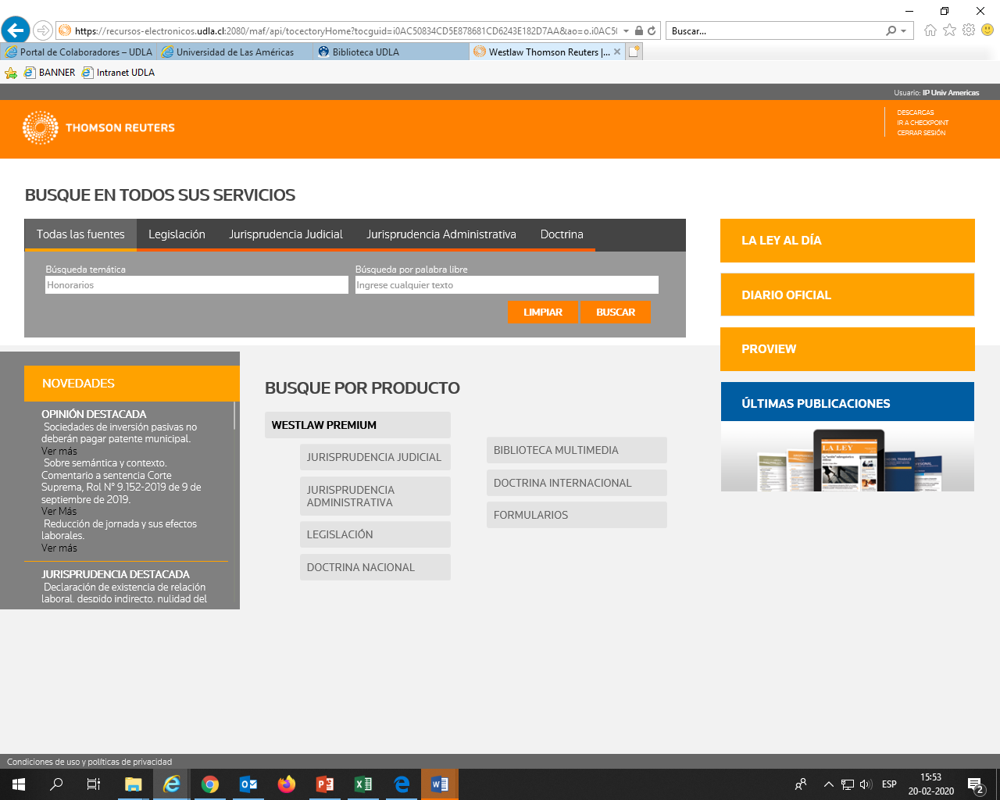 https://recursos-electronicos.udla.cl:2080/maf/api/tocectoryHome?tocguid=i0AC50834CD5E878681CD6243E182D7AA&ao=o.i0AC50
Buscar...
Portal de Colaboradores – UDLA
Universidad de Las Américas
Biblioteca UDLA
Westlaw Thomson Reuters |...
BANNER
Intranet UDLA
Usuario: IP Univ Americas
THOMSON REUTERS
DESCARGAS
IR A CHECKPOINT
CERRAR SESIÓN
BUSQUE EN TODOS SUS SERVICIOS
Todas las fuentes
Legislación
Jurisprudencia Judicial
Jurisprudencia Administrativa
Doctrina
Búsqueda temática
Búsqueda por palabra libre
Honorarios
Ingrese cualquier texto
LIMPIAR
BUSCAR
LA LEY AL DÍA
DIARIO OFICIAL
PROVIEW
ÚLTIMAS PUBLICACIONES
LA LEY
NOVEDADES
OPINIÓN DESTACADA
Sociedades de inversión pasivas no
deberán pagar patente municipal.
Ver más
Sobre semántica y contexto.
Comentario a sentencia Corte
Suprema, Rol N° 9.152-2019 de 9 de
septiembre de 2019.
Ver Más
Reducción de jornada y sus efectos
laborales.
Ver más
JURISPRUDENCIA DESTACADA
Declaración de existencia de relación
laboral, despido indirecto, nulidad del
BUSQUE POR PRODUCTO
WESTLAW PREMIUM
JURISPRUDENCIA JUDICIAL
JURISPRUDENCIA
ADMINISTRATIVA
LEGISLACIÓN
DOCTRINA NACIONAL
BIBLIOTECA MULTIMEDIA
DOCTRINA INTERNACIONAL
FORMULARIOS
Condiciones de uso y políticas de privacidad
ESP
15:53
20-02-2020
2